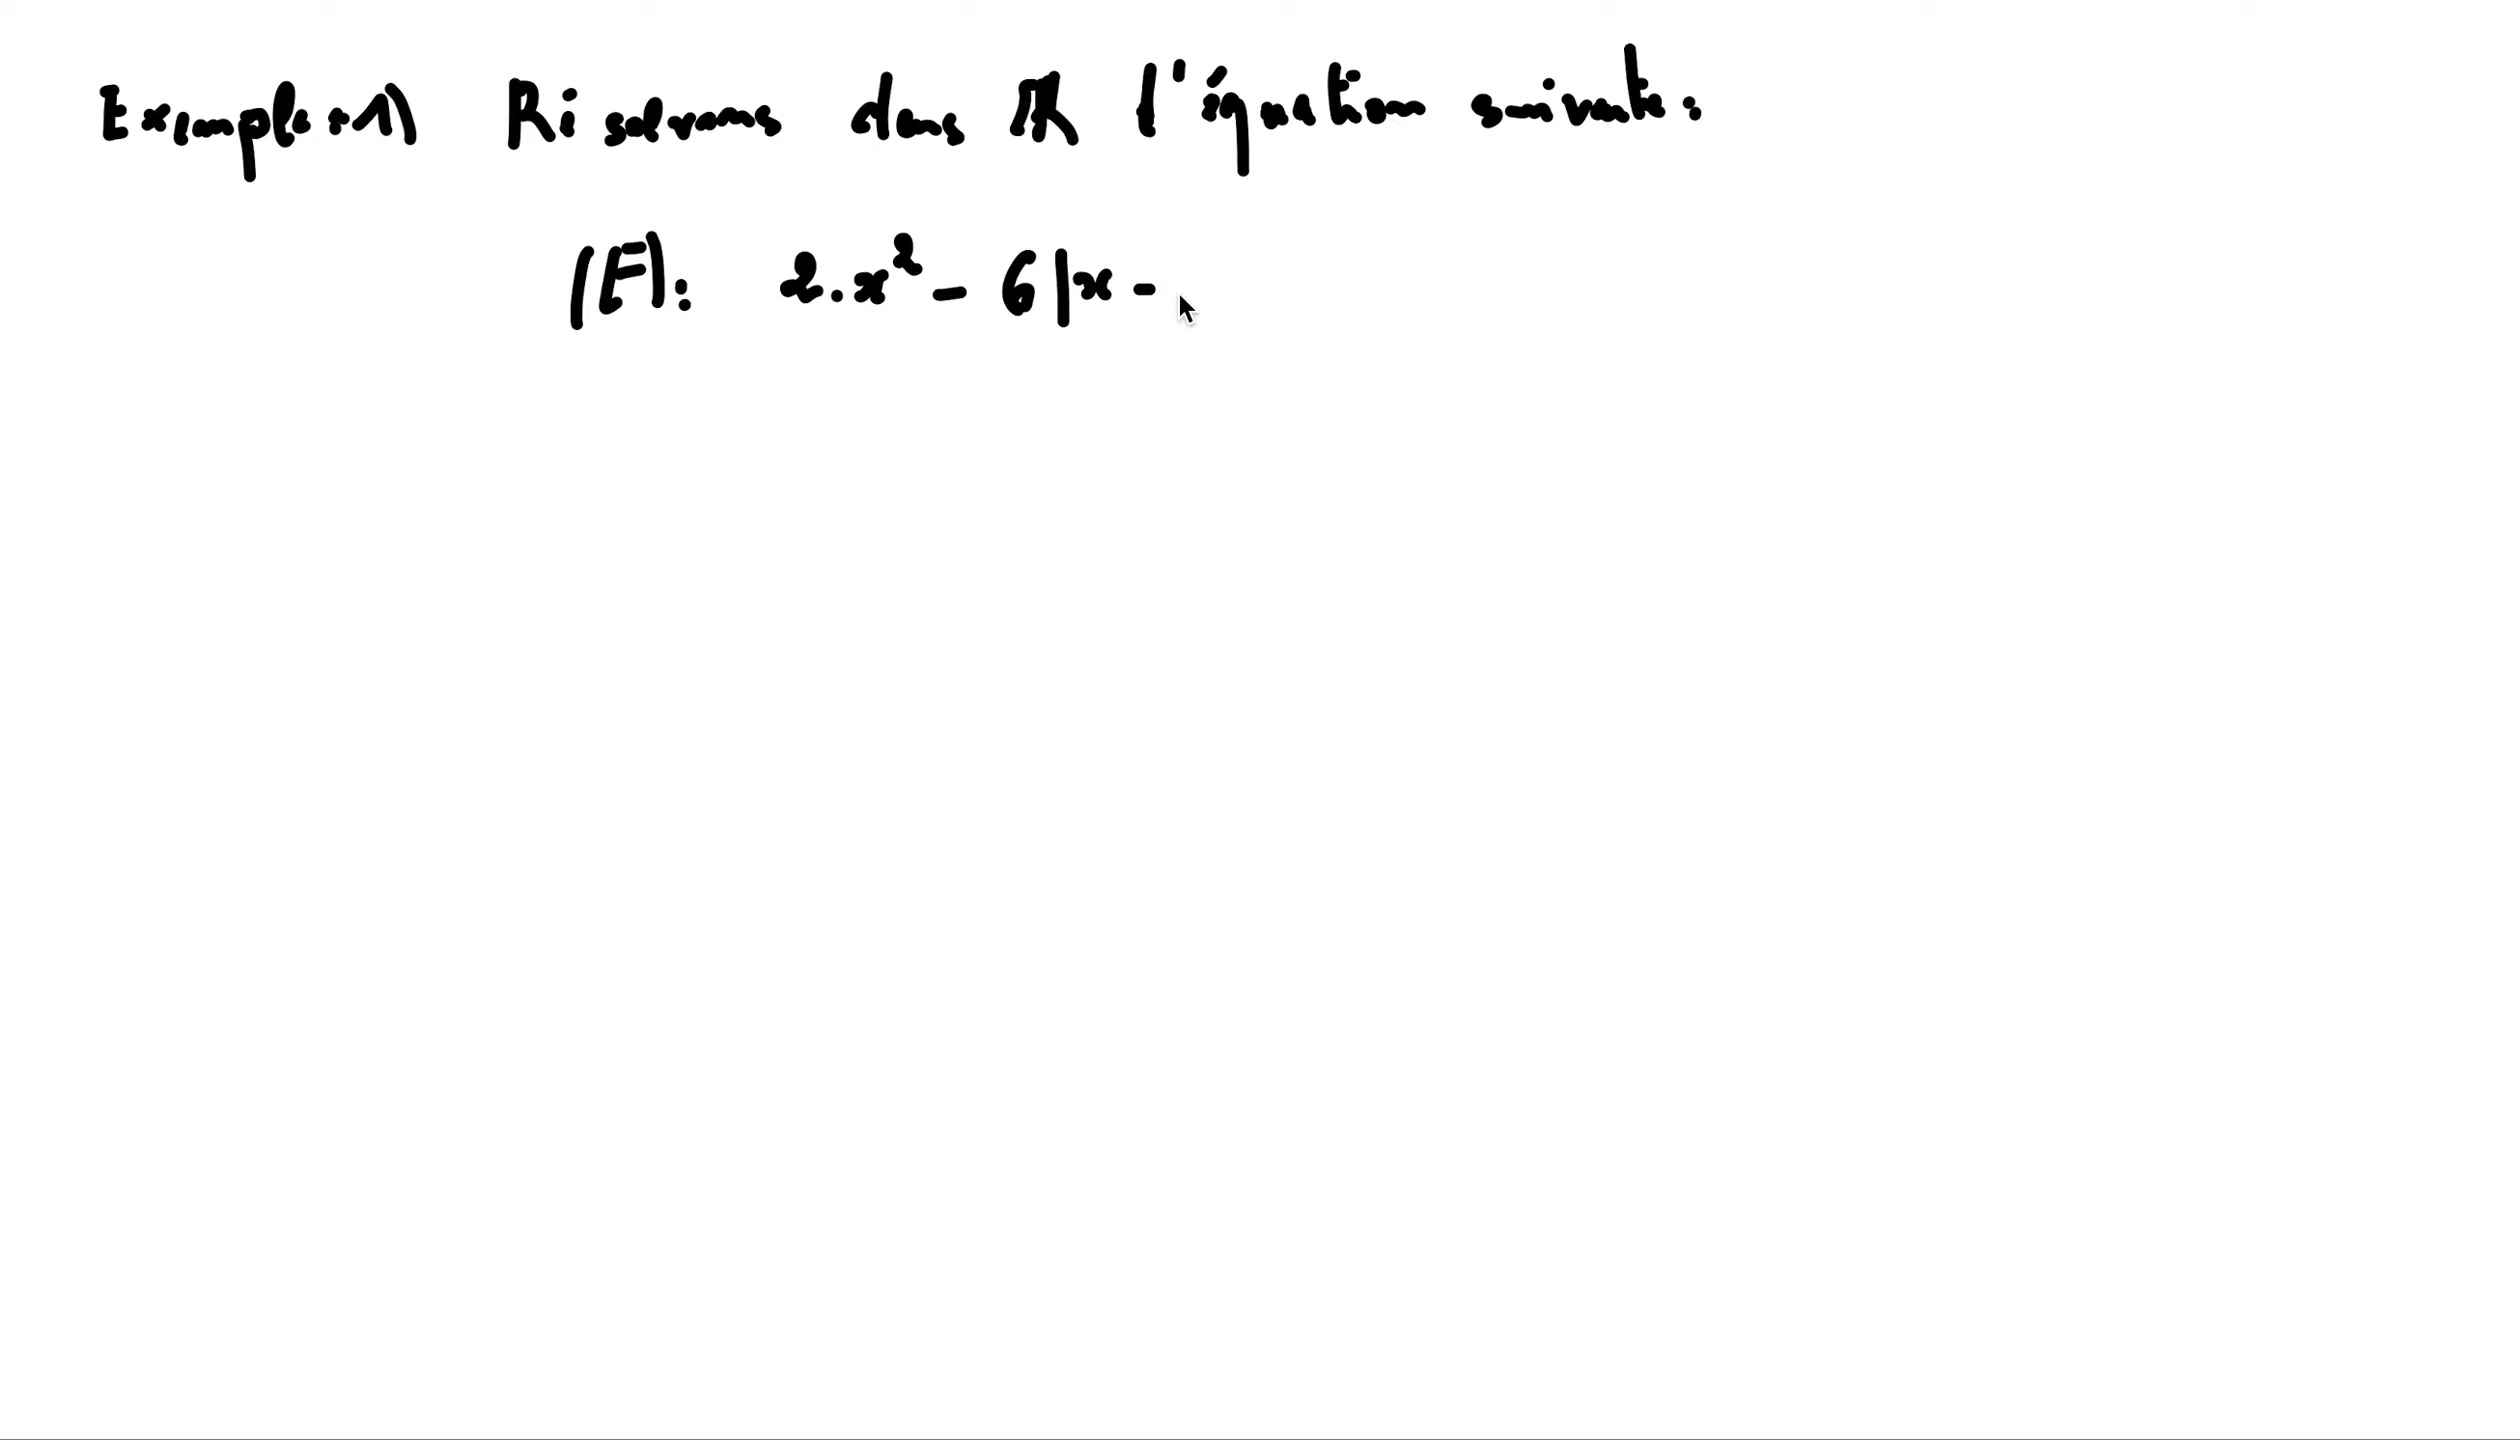 Exemple :1) Résolvons dans ℝ l'équation suivante :
(E): 2.x² - 6|x -